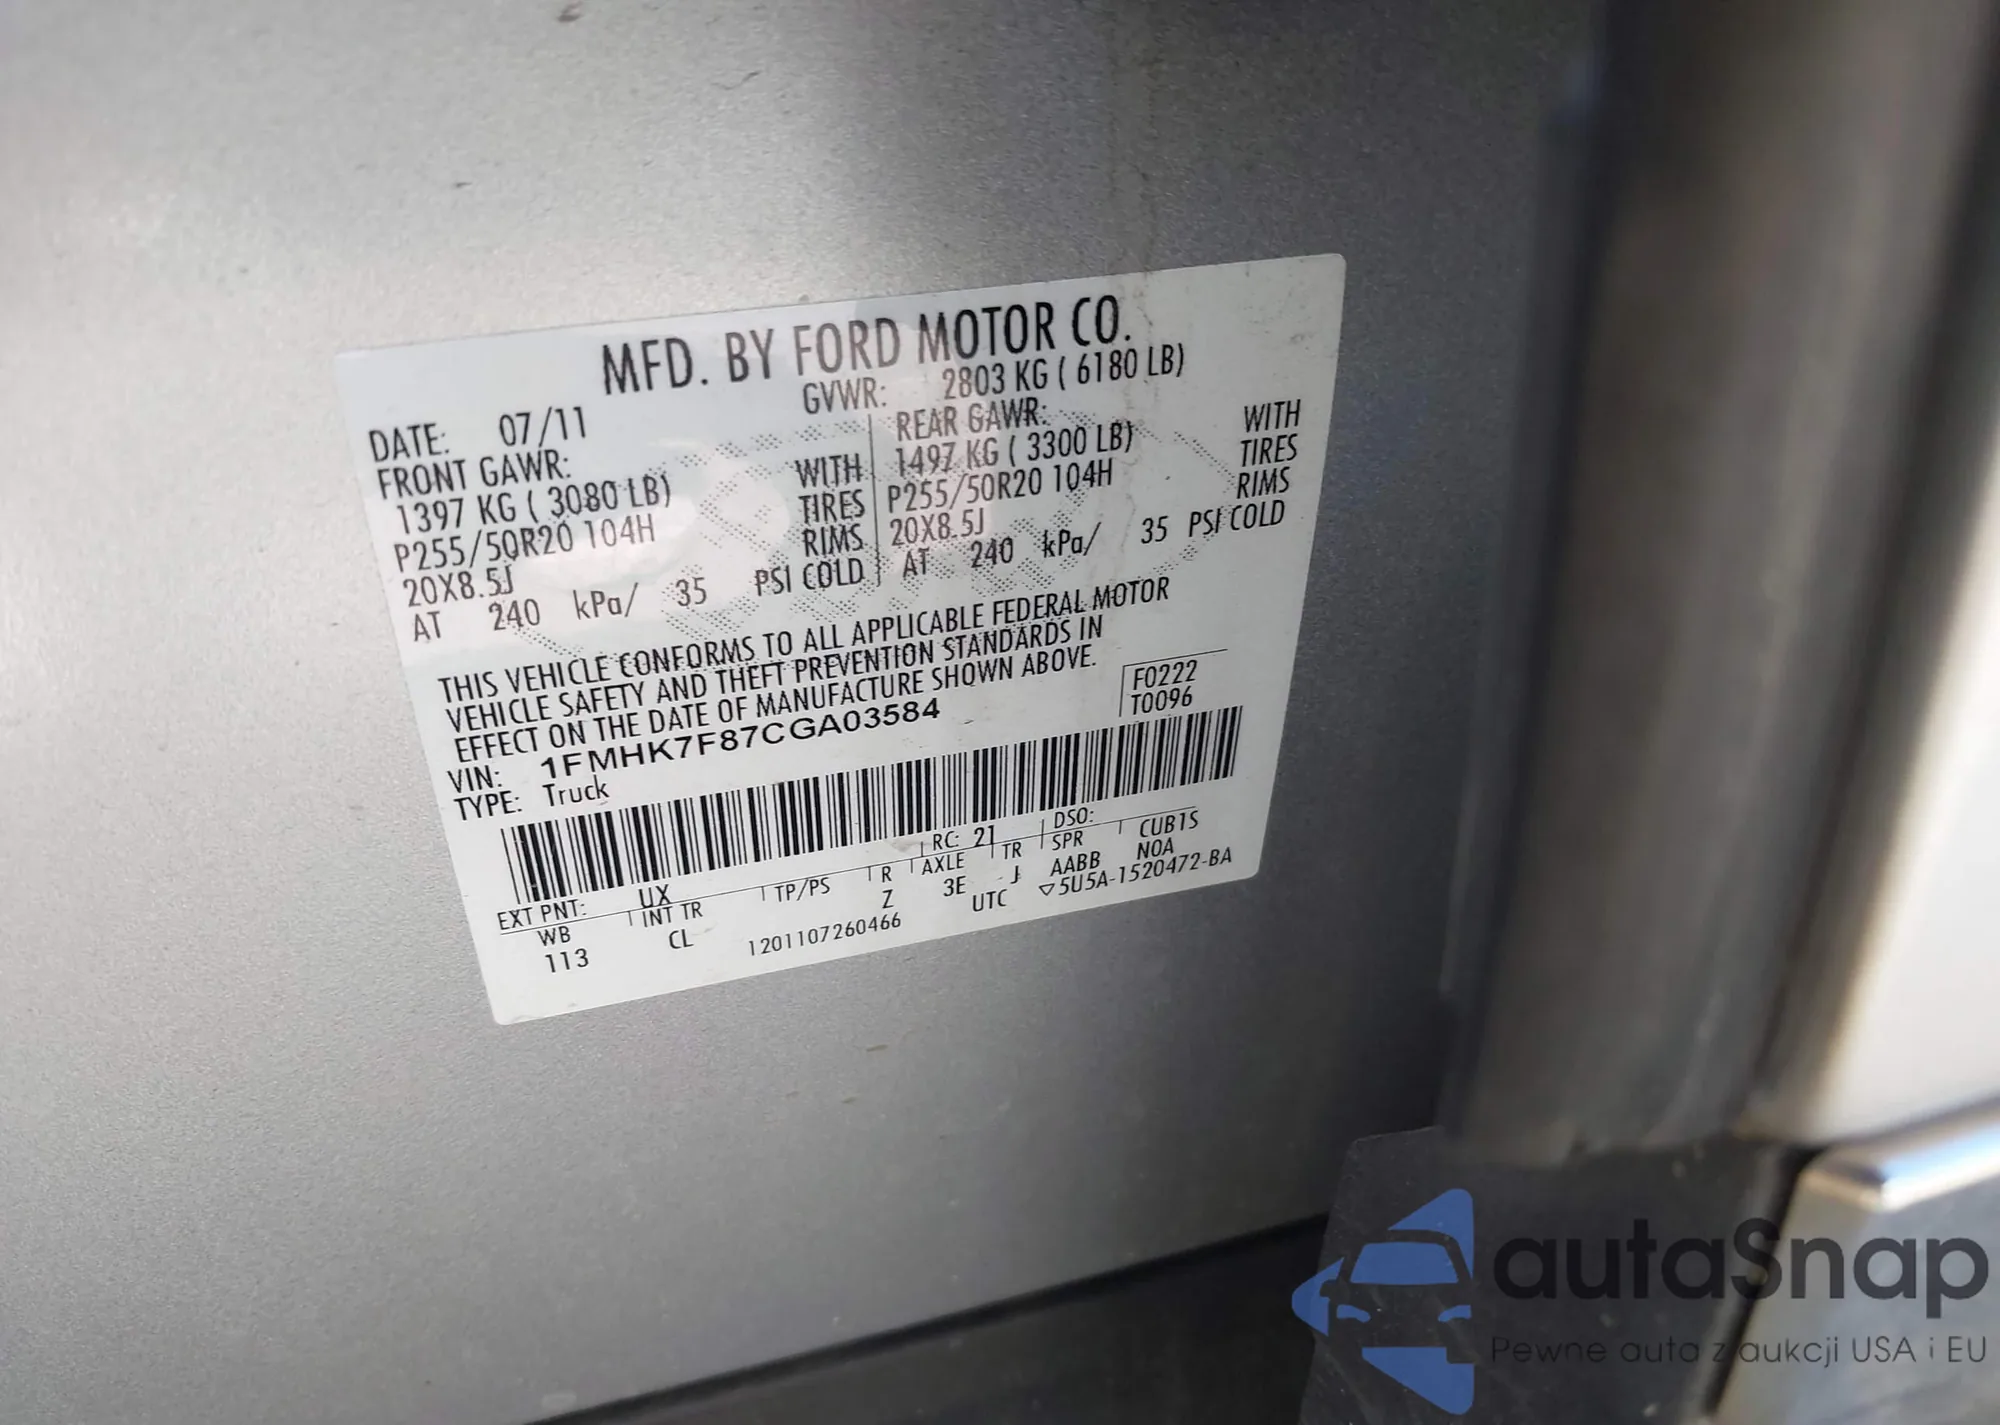 MFD. BY FORD MOTOR CO.
DATE: 07/11 GVWR: 2803 KG ( 6180 LB)
FRONT GAWR: REAR GAWR:
1397 KG ( 3080 LB) WITH 1497 KG ( 3300 LB) WITH
P255/50R20 104H TIRES P255/50R20 104H TIRES
20X8.5J RIMS 20X8.5J RIMS
AT 240 kPa/ 35 PSI COLD AT 240 kPa/ 35 PSI COLD
THIS VEHICLE CONFORMS TO ALL APPLICABLE FEDERAL MOTOR
VEHICLE SAFETY AND THEFT PREVENTION STANDARDS IN
EFFECT ON THE DATE OF MANUFACTURE SHOWN ABOVE.
F0222
VIN: 1FMHK7F87CGA03584 T0096
TYPE: Truck
EXT PNT: UX RC: 21 DSO:
WB INT TR TP/PS R AXLE TR SPR CUB1S
113 CL Z 3E J AABB NOA
1201107260466 UTC ▽5U5A-1520472-BA
autaSnap
Pewne auta z aukcji USA i EU